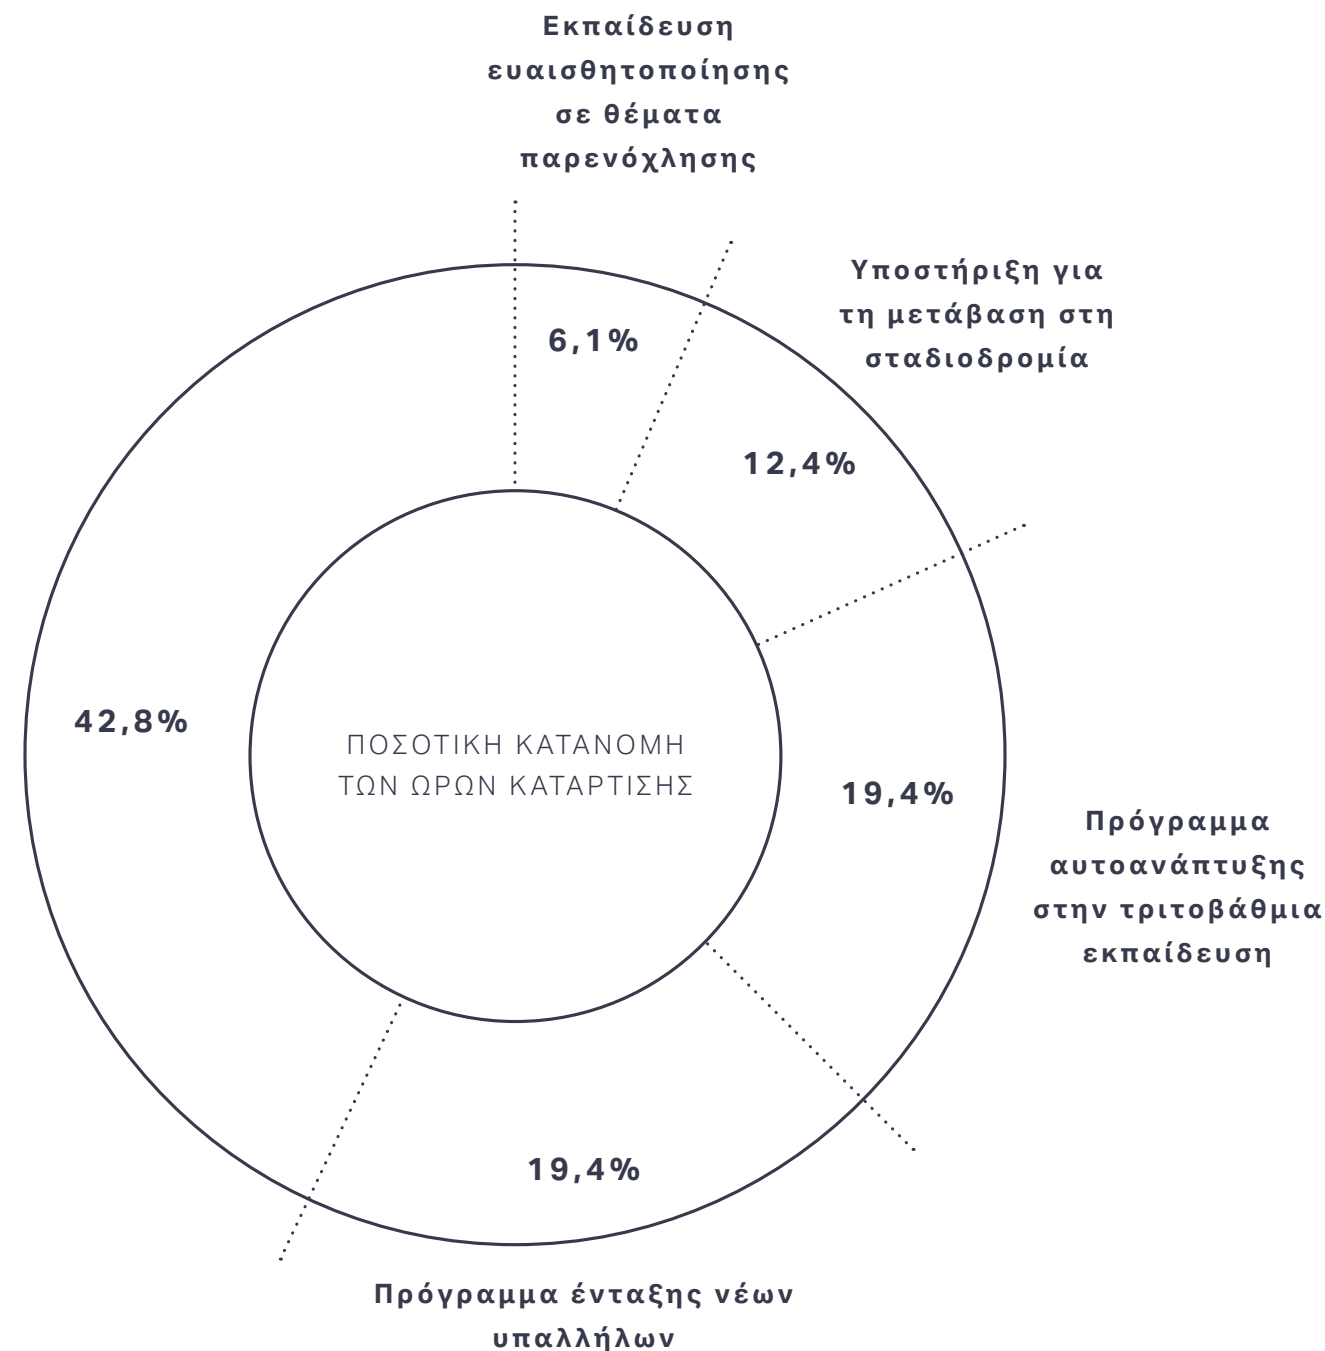 Εκπαίδευση
ευαισθητοποίησης
σε θέματα
παρενόχλησης
6,1%
Υποστήριξη για
τη μετάβαση στη
σταδιοδρομία
12,4%
19,4%
Πρόγραμμα
αυτοανάπτυξης
στην τριτοβάθμια
εκπαίδευση
42,8%
ΠΟΣΟΤΙΚΗ ΚΑΤΑΝΟΜΗ
ΤΩΝ ΩΡΩΝ ΚΑΤΑΡΤΙΣΗΣ
19,4%
Πρόγραμμα ένταξης νέων
υπαλλήλων